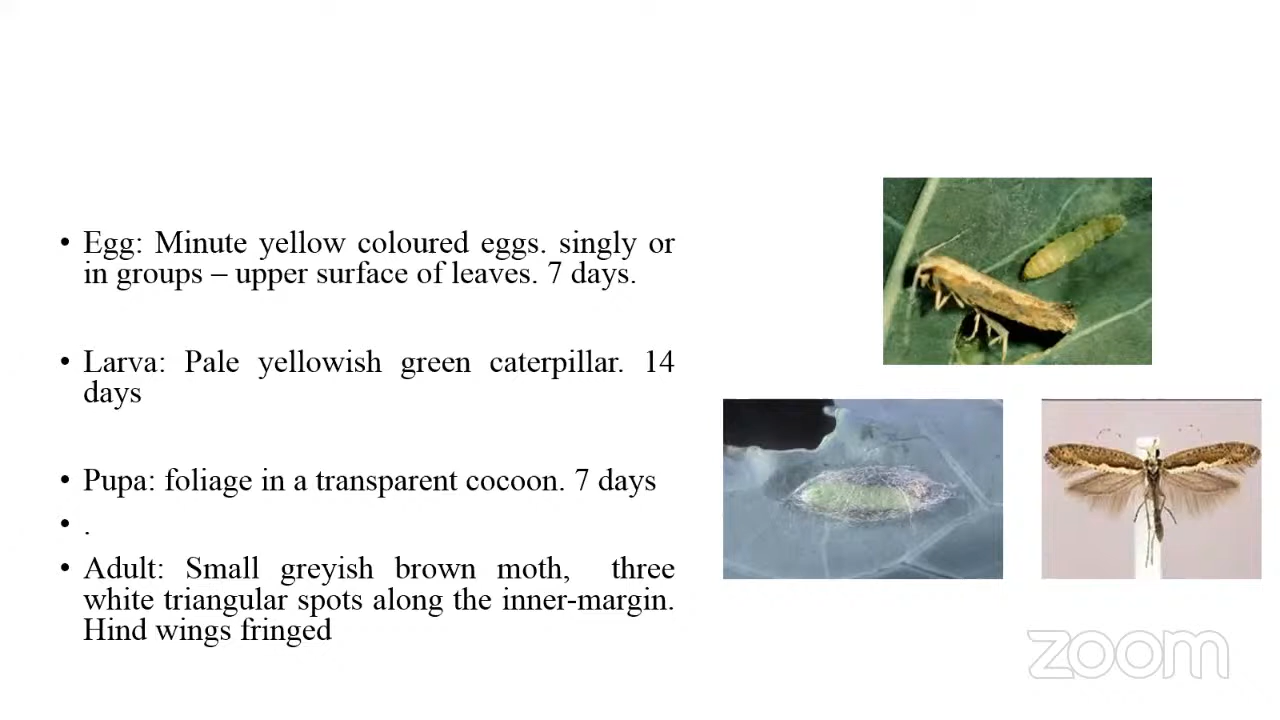 • Egg: Minute yellow coloured eggs. singly or
in groups – upper surface of leaves. 7 days.
• Larva: Pale yellowish green caterpillar. 14
days
• Pupa: foliage in a transparent cocoon. 7 days
• .
• Adult: Small greyish brown moth, three
white triangular spots along the inner-margin.
Hind wings fringed
zoom